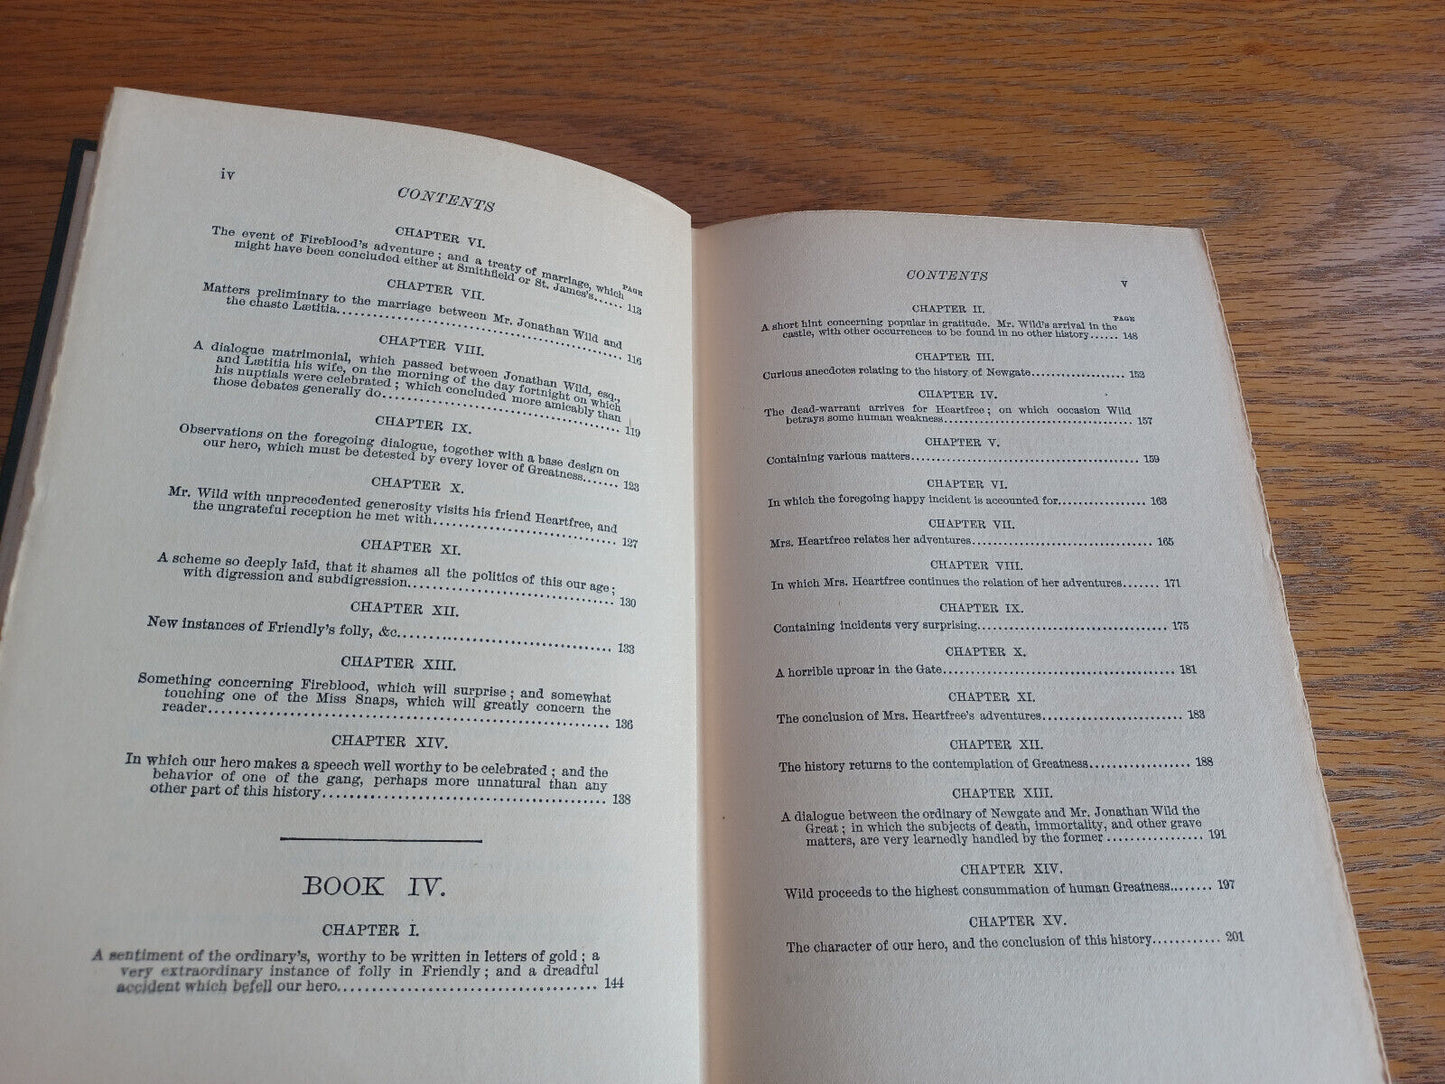 iv
CONTENTS
CHAPTER VI.
PAGE
The event of Fireblood's adventure ; and a treaty of marriage, which
might have been concluded either at Smithfield or St. James's...... 113
CHAPTER VII.
Matters preliminary to the marriage between Mr. Jonathan Wild and
the chaste Lætitia.................................................. 116
CHAPTER VIII.
A dialogue matrimonial, which passed between Jonathan Wild, esq.,
and Lætitia his wife, on the morning of the day fortnight on which
his nuptials were celebrated ; which concluded more amicably than
those debates generally do.......................................... 119
CHAPTER IX.
Observations on the foregoing dialogue, together with a base design on
our hero, which must be detested by every lover of Greatness....... 123
CHAPTER X.
Mr. Wild with unprecedented generosity visits his friend Heartfree, and
the ungrateful reception he met with................................ 127
CHAPTER XI.
A scheme so deeply laid, that it shames all the politics of this our age ;
with digression and subdigression.................................. 130
CHAPTER XII.
New instances of Friendly's folly, &c................................... 133
CHAPTER XIII.
Something concerning Fireblood, which will surprise ; and somewhat
touching one of the Miss Snaps, which will greatly concern the
reader............................................................... 136
CHAPTER XIV.
In which our hero makes a speech well worthy to be celebrated ; and the
behavior of one of the gang, perhaps more unnatural than any
other part of this history............................................. 138
BOOK IV.
CHAPTER I.
A sentiment of the ordinary's, worthy to be written in letters of gold ; a
very extraordinary instance of folly in Friendly ; and a dreadful
accident which befell our hero...................................... 144
CONTENTS
v
CHAPTER II.
PAGE
A short hint concerning popular in gratitude. Mr. Wild's arrival in the
castle, with other occurrences to be found in no other history...... 148
CHAPTER III.
Curious anecdotes relating to the history of Newgate.................. 153
CHAPTER IV.
The dead-warrant arrives for Heartfree ; on which occasion Wild
betrays some human weakness................................ 157
CHAPTER V.
Containing various matters........................................ 159
CHAPTER VI.
In which the foregoing happy incident is accounted for................ 163
CHAPTER VII.
Mrs. Heartfree relates her adventures................................. 165
CHAPTER VIII.
In which Mrs. Heartfree continues the relation of her adventures....... 171
CHAPTER IX.
Containing incidents very surprising.................................. 175
CHAPTER X.
A horrible uproar in the Gate......................................... 181
CHAPTER XI.
The conclusion of Mrs. Heartfree's adventures........................ 183
CHAPTER XII.
The history returns to the contemplation of Greatness................. 188
CHAPTER XIII.
A dialogue between the ordinary of Newgate and Mr. Jonathan Wild the
Great ; in which the subjects of death, immortality, and other grave
matters, are very learnedly handled by the former ................. 191
CHAPTER XIV.
Wild proceeds to the highest consummation of human Greatness........ 197
CHAPTER XV.
The character of our hero, and the conclusion of this history............ 201